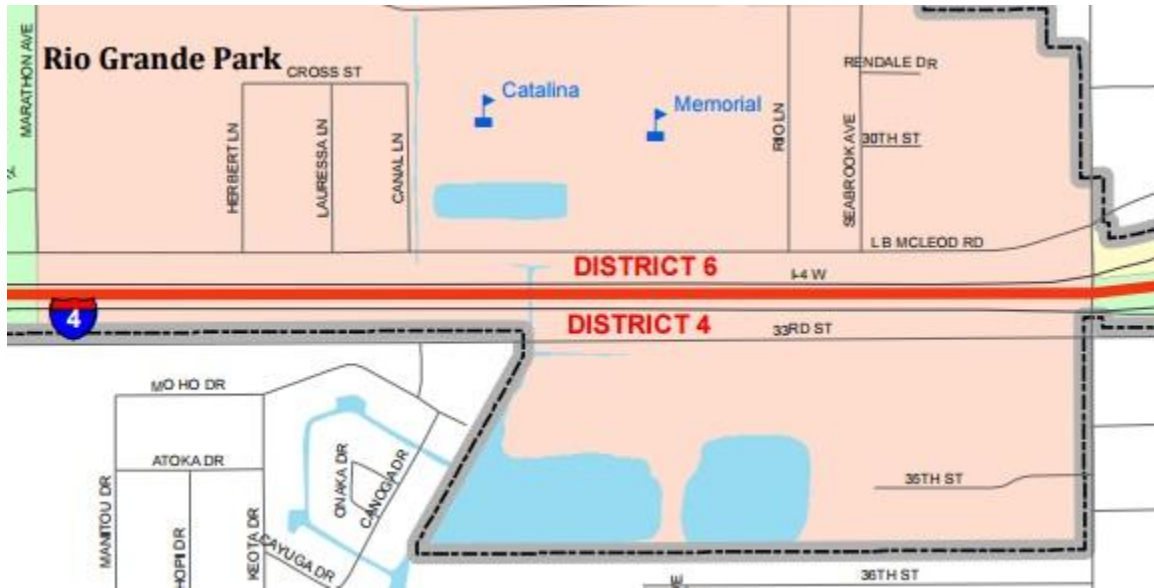 MARATHON AVE
Rio Grande Park
CROSS ST
HERBERT LN
LAURESSA LN
CANAL LN
Catalina
Memorial
RIO LN
SEABROOK AVE
RENDALE DR
30TH ST
L B MCLEOD RD
DISTRICT 6
I-4 W
4
DISTRICT 4
33RD ST
MOHO DR
ATOKA DR
MANITOU DR
HOPI DR
KEOTA DR
ONAKA DR
CANOGA DR
CAYUGA DR
36TH ST
36TH ST